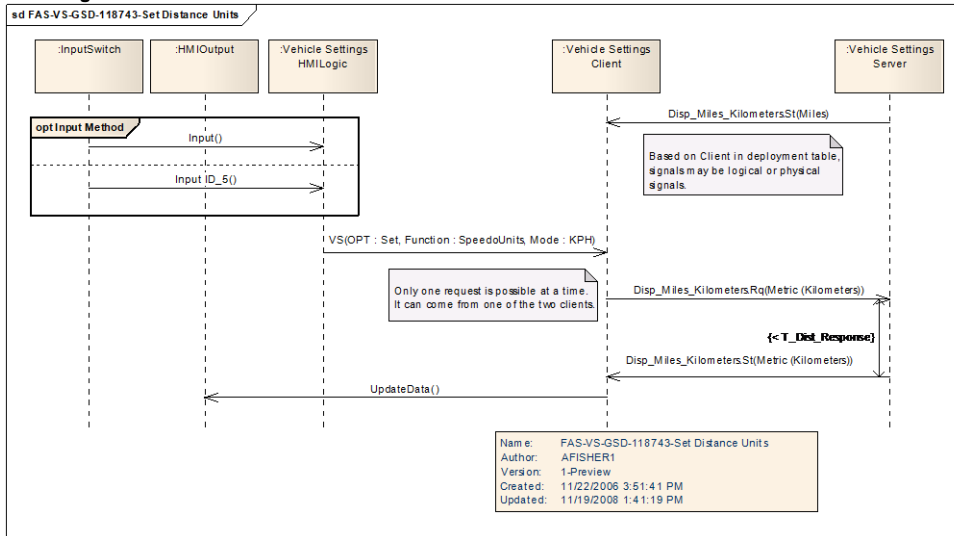 sd FAS-VS-GSD-118743-Set Distance Units
:InputSwitch
:HMIOutput
:Vehicle Settings
HMILogic
:Vehicle Settings
Client
:Vehicle Settings
Server
Disp_Miles_Kilometers.St(Miles)
opt Input Method
Input()
Based on Client in deployment table,
signals may be logical or physical
signals.
Input ID_5()
VS(OPT : Set, Function : SpeedoUnits, Mode : KPH)
Only one request is possible at a time.
It can come from one of the two clients.
Disp_Miles_Kilometers.Rq(Metric (Kilometers))
{< T_Dist_Response}
Disp_Miles_Kilometers.St(Metric (Kilometers))
UpdateData()
Name: FAS-VS-GSD-118743-Set Distance Units
Author: AFISHER1
Version: 1-Preview
Created: 11/22/2006 3:51:41 PM
Updated: 11/19/2008 1:41:19 PM